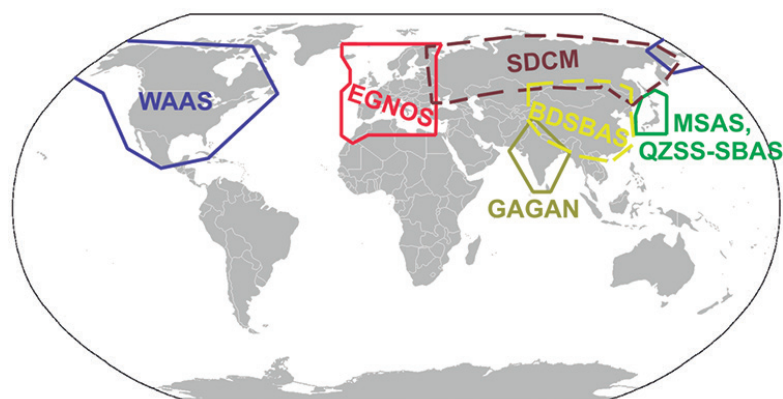 SDCM
WAAS
EGNOS
BDSBAS
MSAS,
QZSS-SBAS
GAGAN